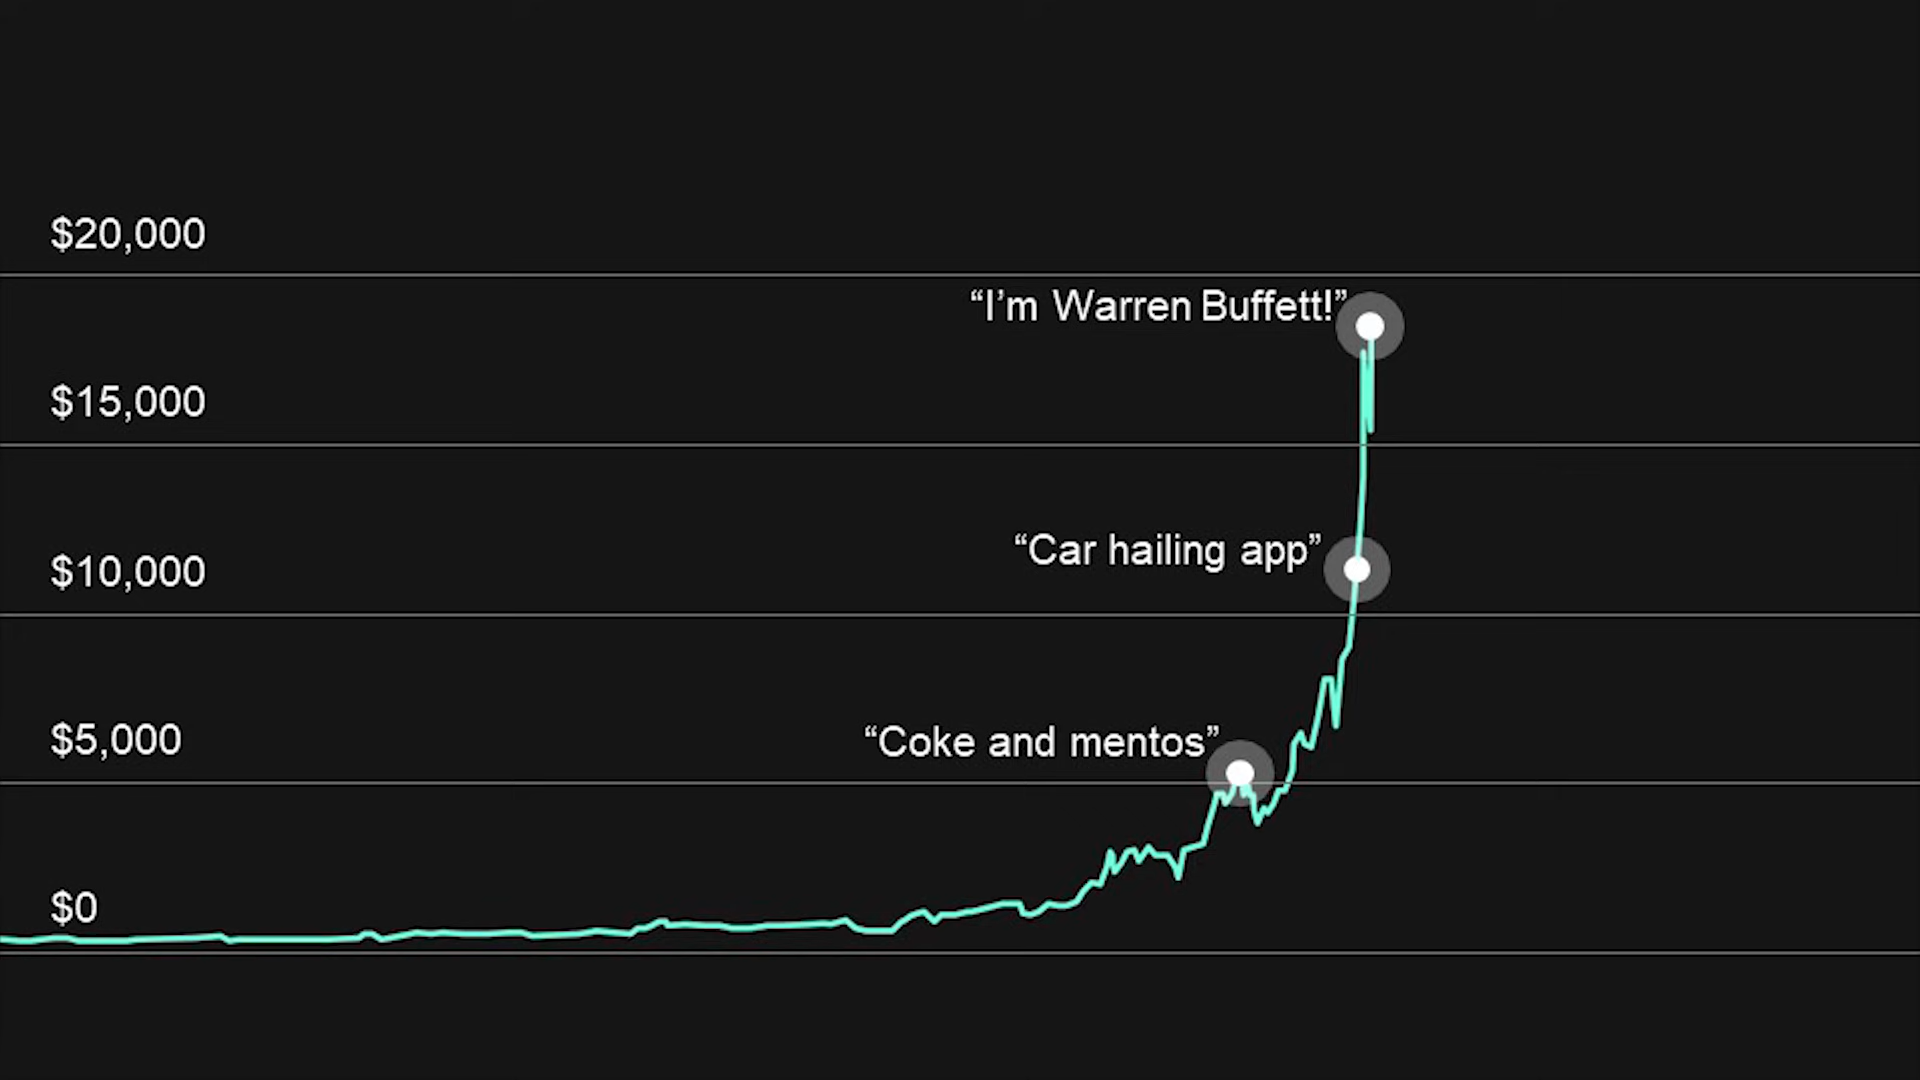 $20,000
“I’m Warren Buffett!”
$15,000
“Car hailing app”
$10,000
$5,000
“Coke and mentos”
$0